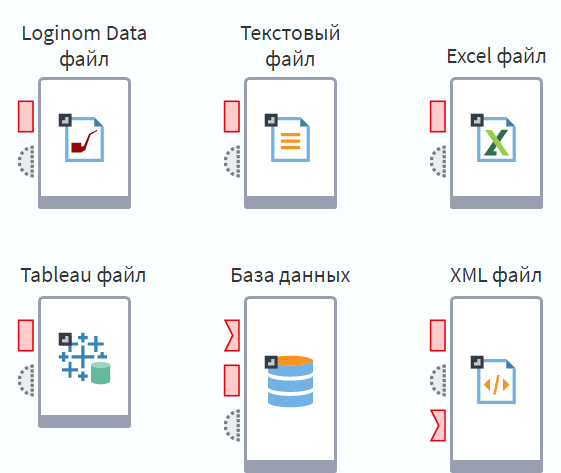 Loginom Data
файл
Текстовый
файл
Excel файл
Tableau файл
База данных
XML файл